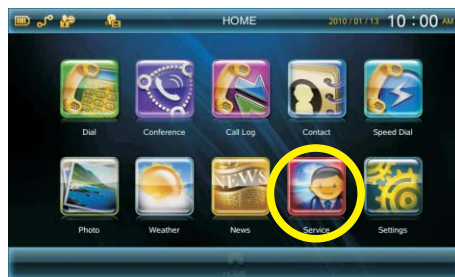 HOME 2010 / 01 / 13 10 : 00 AM
Dial Conference Call Log Contact Speed Dial
NEWS
Photo Weather News Service Settings